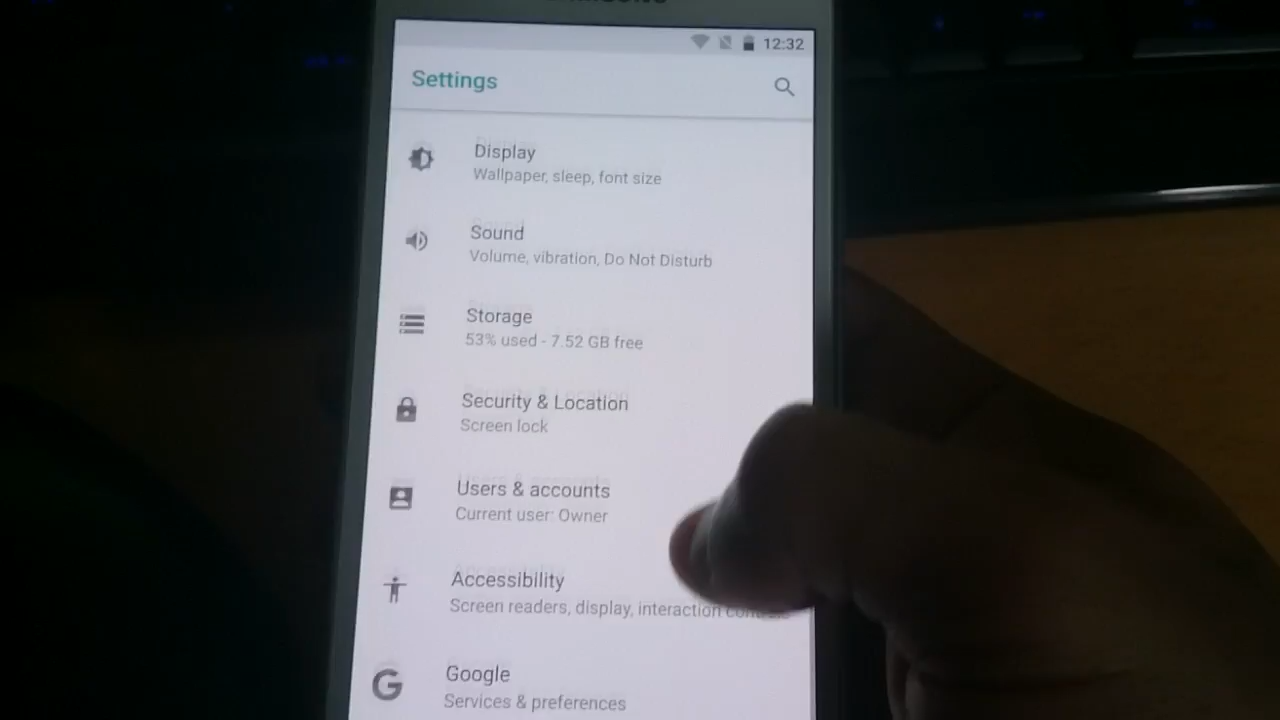 12:32
Settings
Display
Wallpaper, sleep, font size
Sound
Volume, vibration, Do Not Disturb
Storage
53% used - 7.52 GB free
Security & Location
Screen lock
Users & accounts
Current user: Owner
Accessibility
Screen readers, display, interaction
Google
Services & preferences